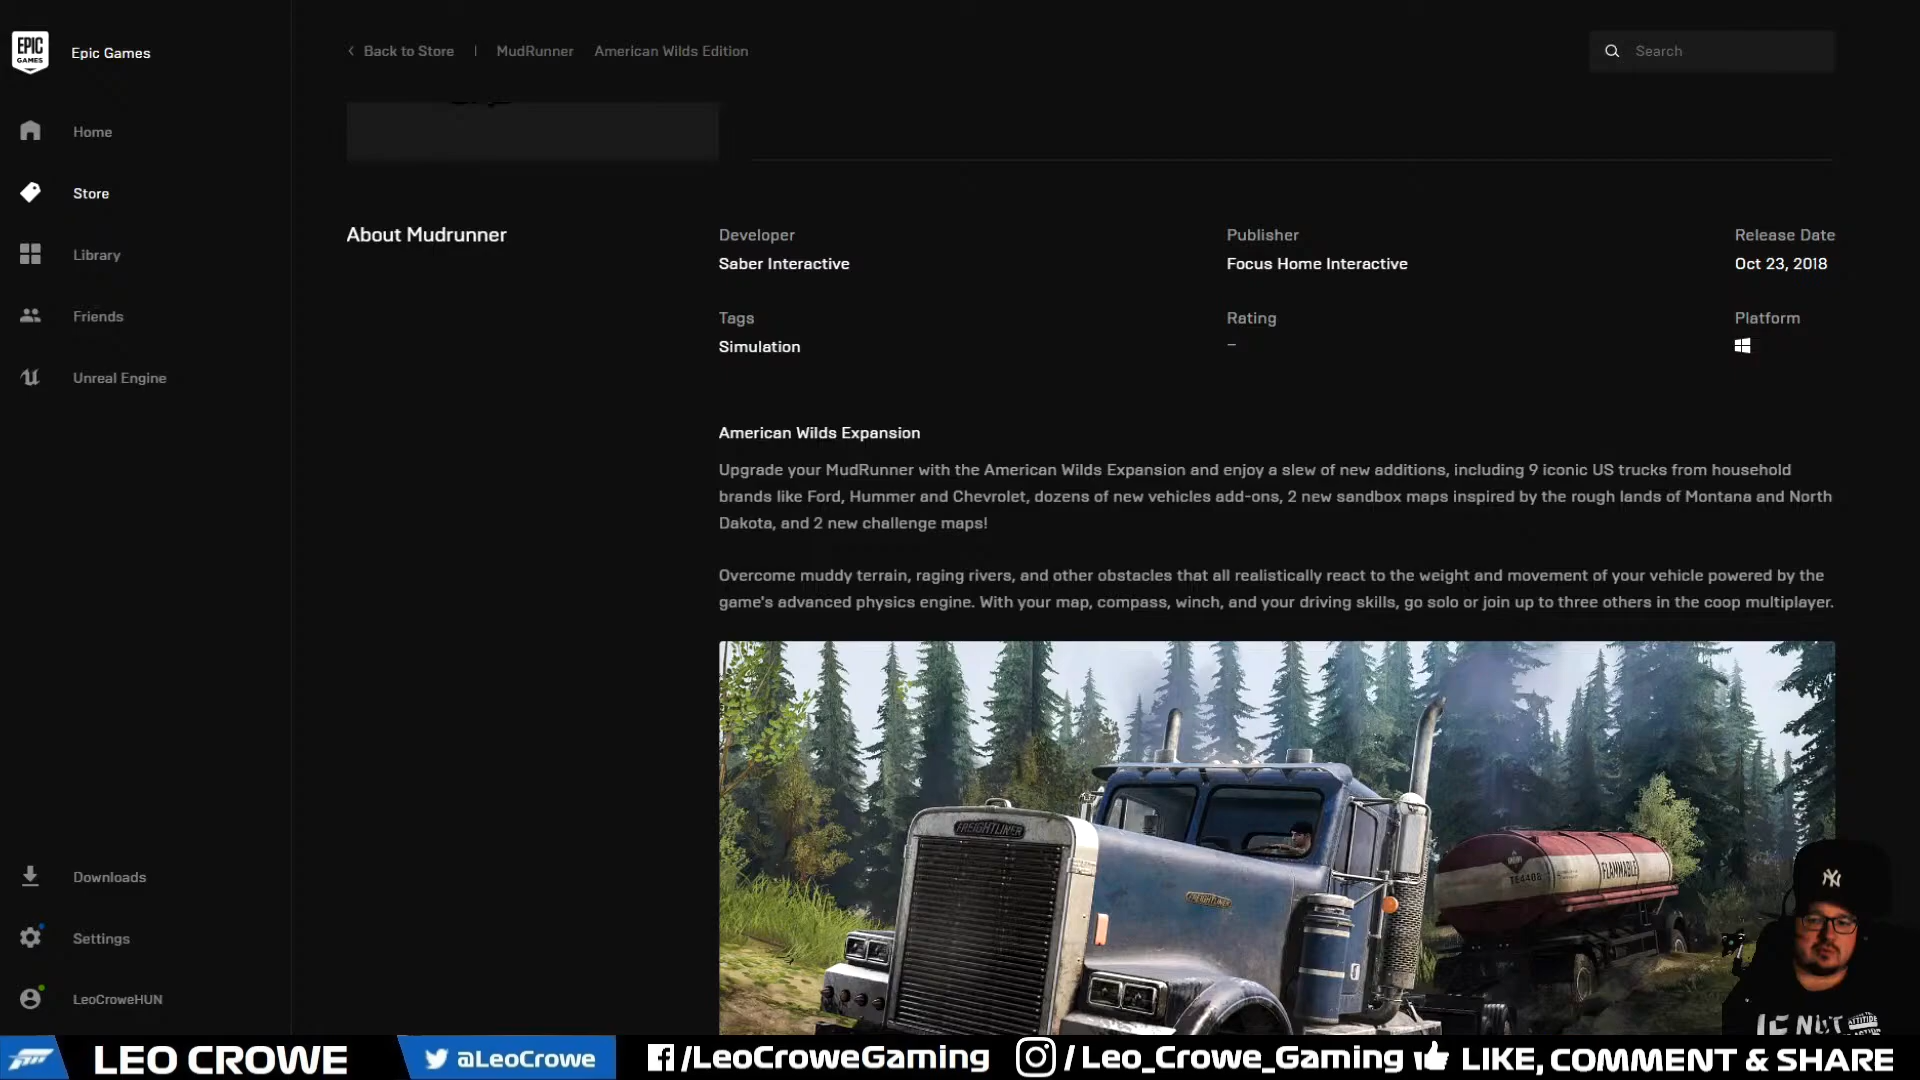 EPIC
GAMES
Epic Games
Back to Store | MudRunner American Wilds Edition
Search
Home
Store
Library
Friends
Unreal Engine
Downloads
Settings
LeoCroweHUN
About Mudrunner
Developer
Saber Interactive
Publisher
Focus Home Interactive
Release Date
Oct 23, 2018
Tags
Simulation
Rating
–
Platform
American Wilds Expansion
Upgrade your MudRunner with the American Wilds Expansion and enjoy a slew of new additions, including 9 iconic US trucks from household
brands like Ford, Hummer and Chevrolet, dozens of new vehicles add-ons, 2 new sandbox maps inspired by the rough lands of Montana and North
Dakota, and 2 new challenge maps!
Overcome muddy terrain, raging rivers, and other obstacles that all realistically react to the weight and movement of your vehicle powered by the
game's advanced physics engine. With your map, compass, winch, and your driving skills, go solo or join up to three others in the coop multiplayer.
FREIGHTLINER
FREIGHTLINER
TE4408
FLAMMABLE
NY
LEO CROWE
@LeoCrowe
/LeoCroweGaming
/Leo_Crowe_Gaming
LIKE, COMMENT & SHARE